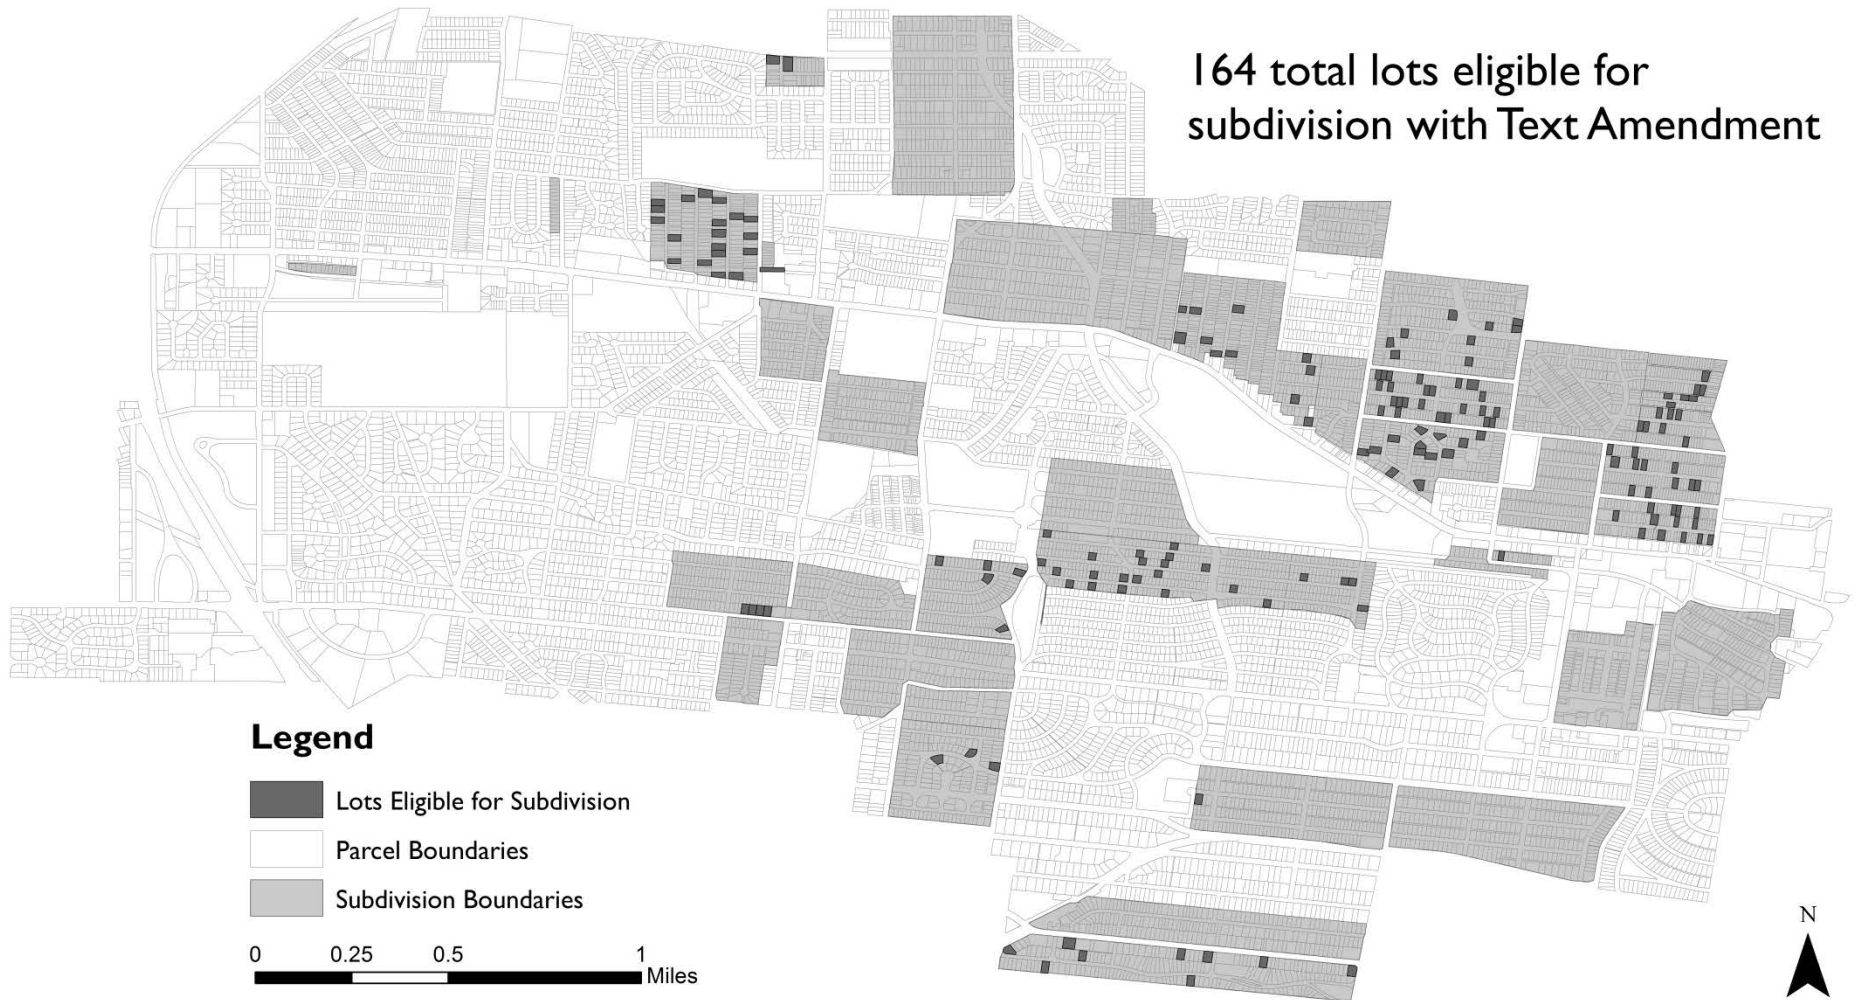 164 total lots eligible for
subdivision with Text Amendment
Legend
Lots Eligible for Subdivision
Parcel Boundaries
Subdivision Boundaries
0 0.25 0.5 1
Miles
N